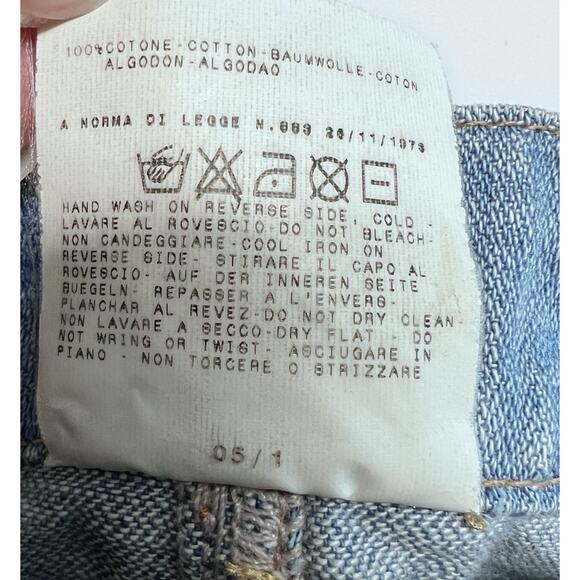 100% COTONE-COTTON-BAUMWOLLE-COTON
ALGODON-ALGODAO
A NORMA DI LEGGE N.883 26/11/1973
HAND WASH ON REVERSE SIDE, COLD -
LAVARE AL ROVESCIO-DO NOT BLEACH-
NON CANDEGGIARE-COOL IRON ON
REVERSE SIDE- STIRARE IL CAPO AL
ROVESCIO- AUF DER INNEREN SEITE
BUEGELN- REPASSER A L'ENVERS-
PLANCHAR AL REVEZ-DO NOT DRY CLEAN-
NON LAVARE A SECCO-DRY FLAT - DO
NOT WRING OR TWIST- ASCIUGARE IN
PIANO - NON TORCERE O STRIZZARE
05/1